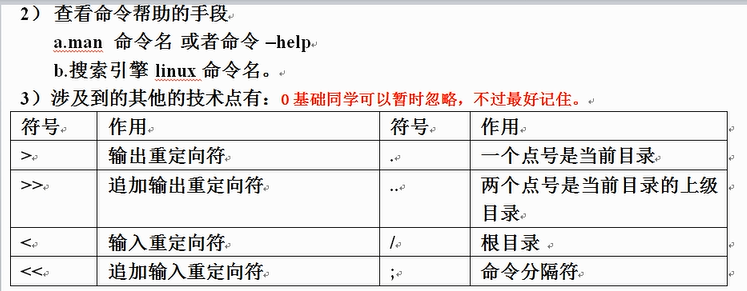 2） 查看命令帮助的手段
a.man 命令名 或者命令 –help
b.搜索引擎 linux 命令名。
3）涉及到的其他的技术点有：0 基础同学可以暂时忽略，不过最好记住。
符号 作用 符号 作用
> 输出重定向符 . 一个点号是当前目录
>> 追加输出重定向符 .. 两个点号是当前目录的上级
目录
< 输入重定向符 / 根目录
<< 追加输入重定向符 ; 命令分隔符